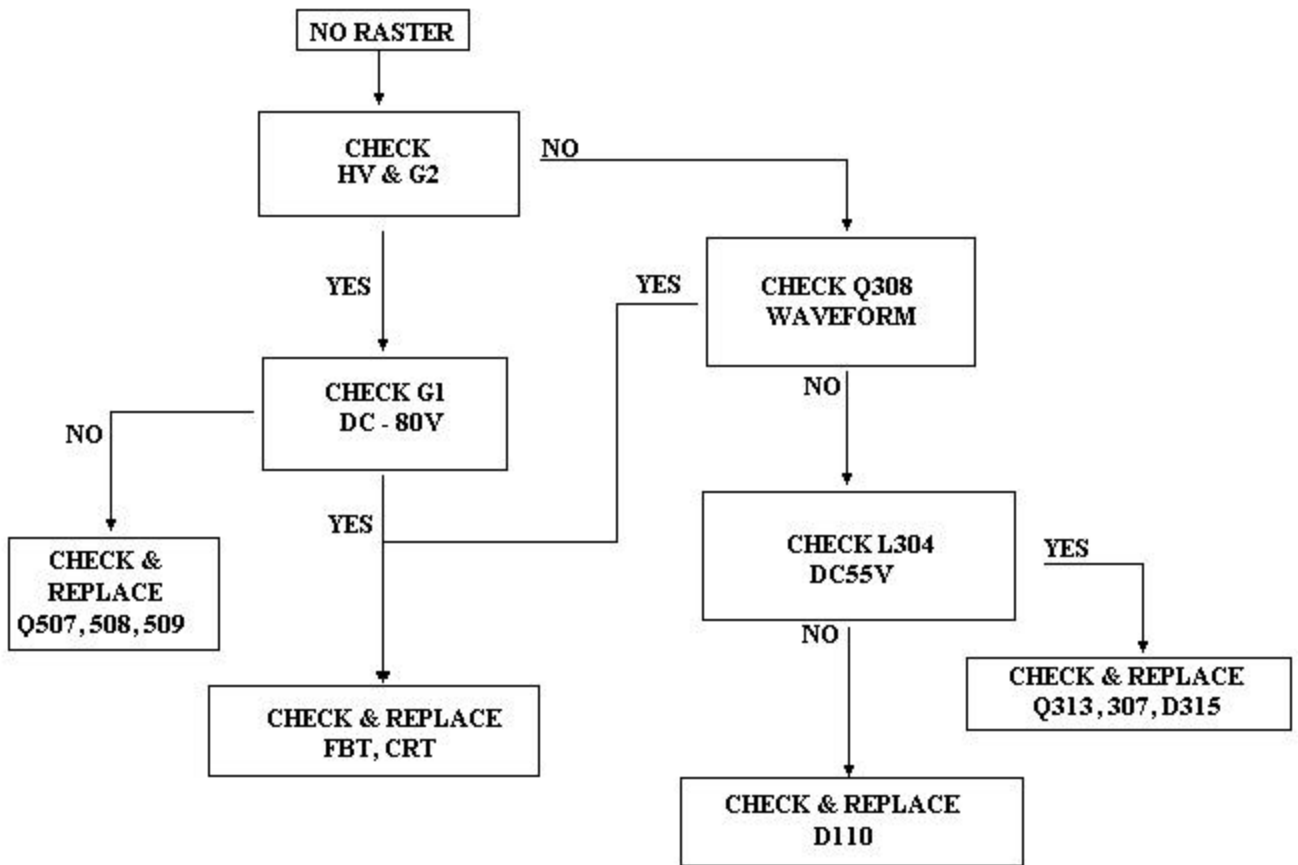 NO RASTER
CHECK
HV & G2
NO
YES
CHECK Q308
WAVEFORM
YES
CHECK G1
DC - 80V
NO
NO
YES
CHECK L304
DC55V
YES
CHECK &
REPLACE
Q507, 508, 509
NO
CHECK & REPLACE
Q313, 307, D315
CHECK & REPLACE
FBT, CRT
CHECK & REPLACE
D110